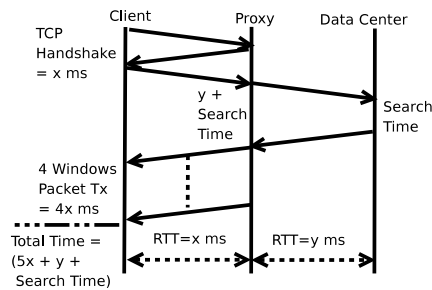 Client
Proxy
Data Center
TCP
Handshake
= x ms
y +
Search
Time
Search
Time
4 Windows
Packet Tx
= 4x ms
Total Time =
(5x + y +
Search Time)
RTT=x ms
RTT=y ms